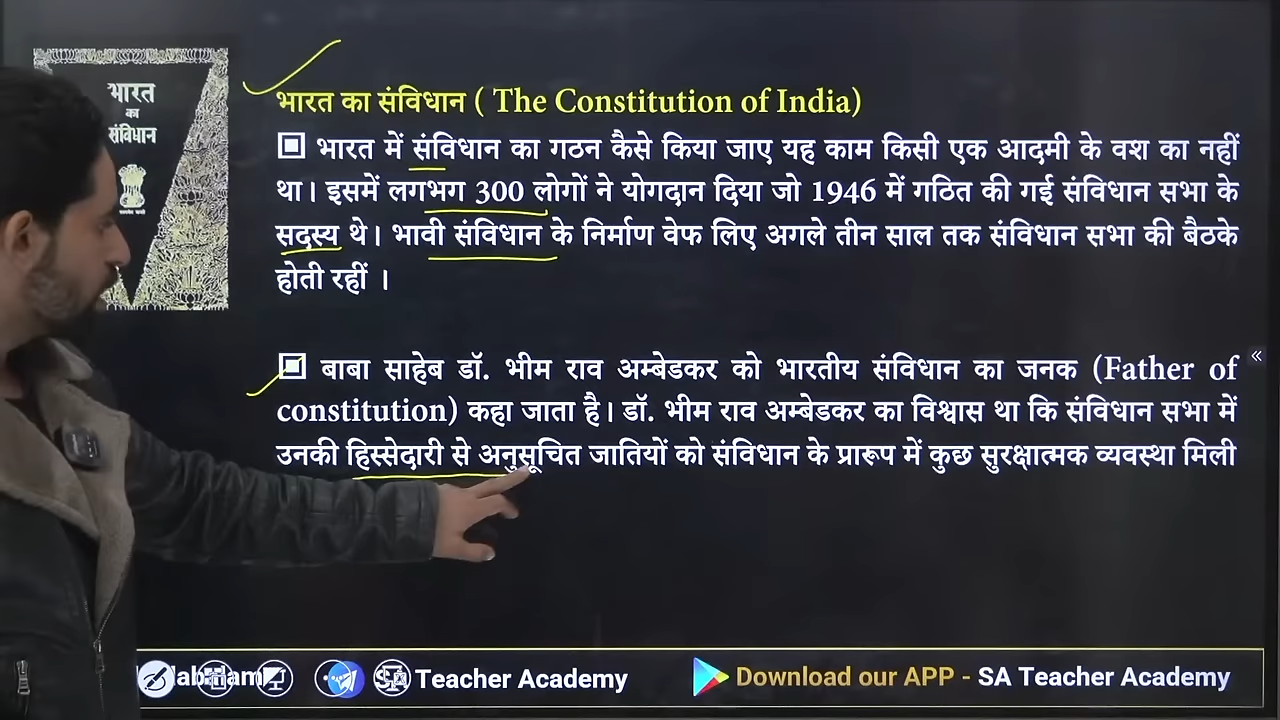 भारत
का
संविधान
भारत का संविधान ( The Constitution of India)
भारत में संविधान का गठन कैसे किया जाए यह काम किसी एक आदमी के वश का नहीं
था। इसमें लगभग 300 लोगों ने योगदान दिया जो 1946 में गठित की गई संविधान सभा के
सदस्य थे। भावी संविधान के निर्माण वेफ लिए अगले तीन साल तक संविधान सभा की बैठके
होती रहीं ।
बाबा साहेब डॉ. भीम राव अम्बेडकर को भारतीय संविधान का जनक (Father of
constitution) कहा जाता है। डॉ. भीम राव अम्बेडकर का विश्वास था कि संविधान सभा में
उनकी हिस्सेदारी से अनुसूचित जातियों को संविधान के प्रारूप में कुछ सुरक्षात्मक व्यवस्था मिली
Teacher Academy
Download our APP - SA Teacher Academy